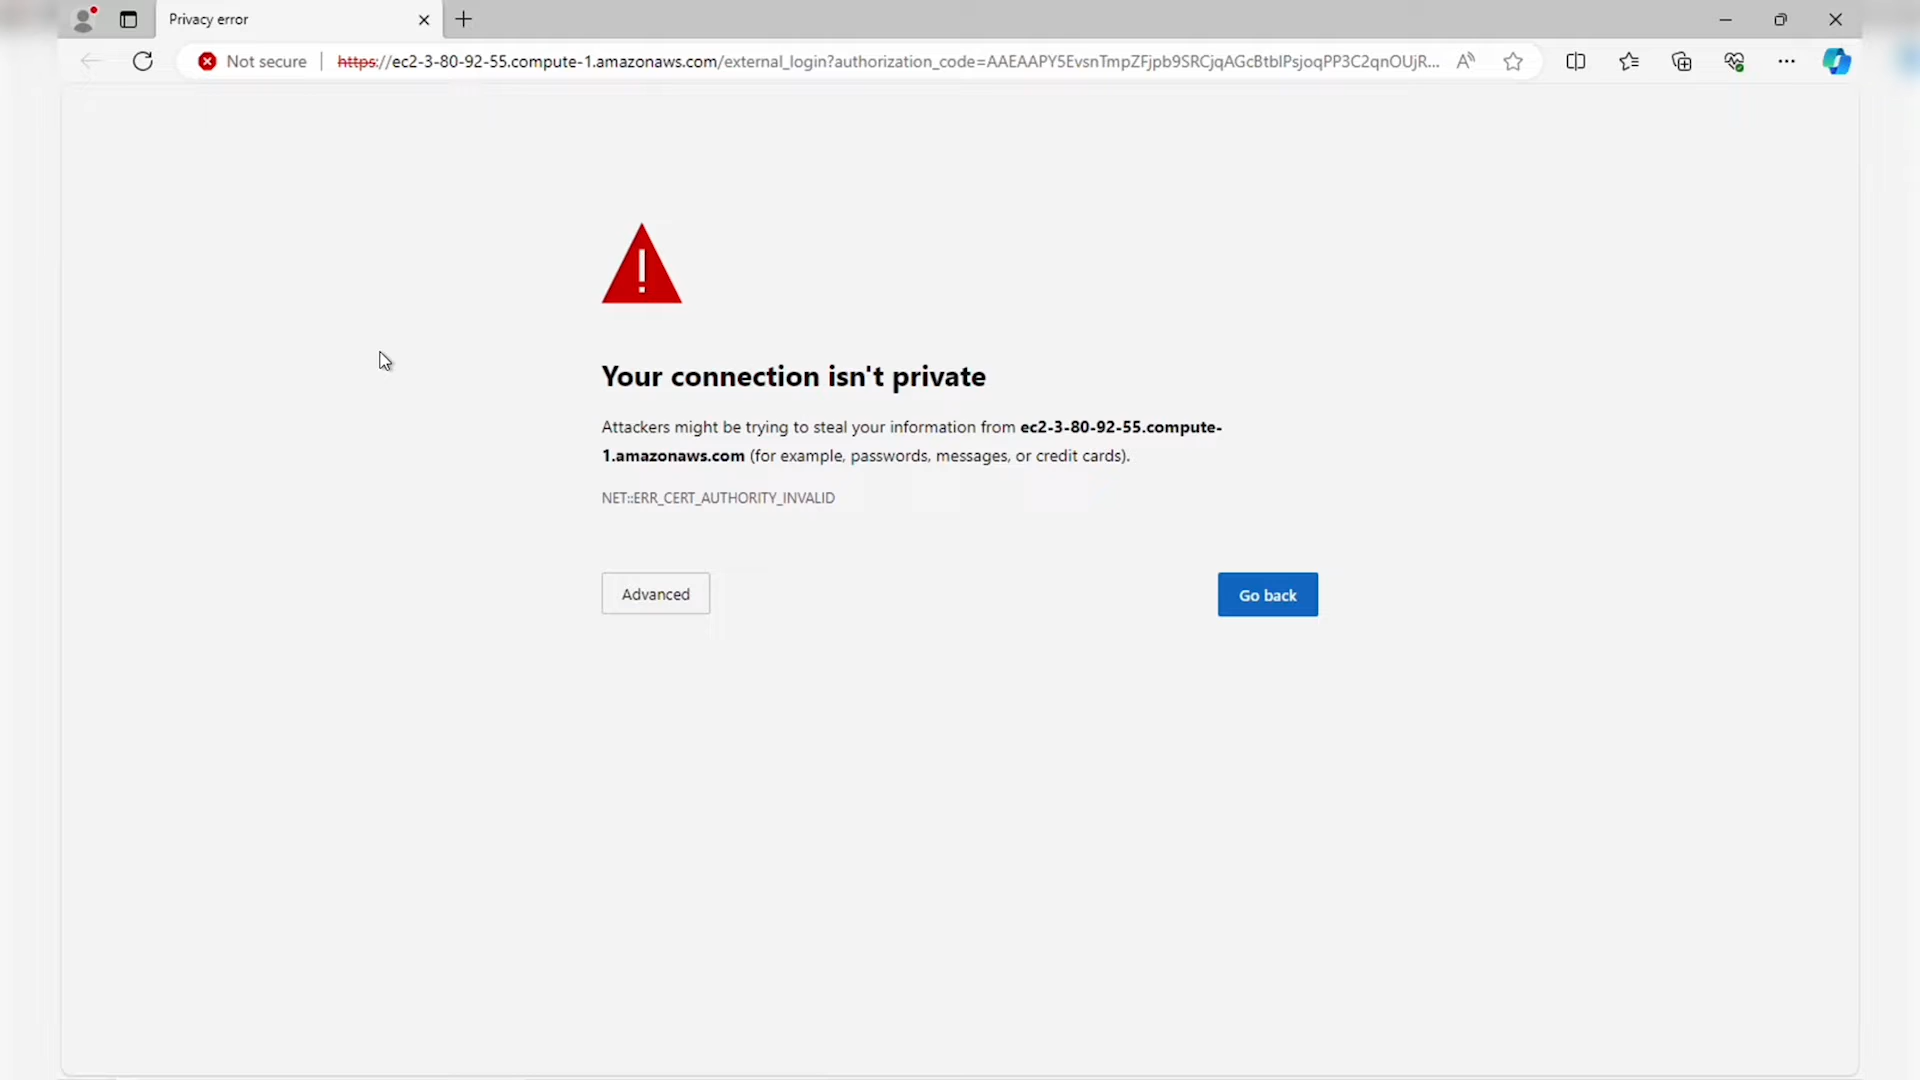 Privacy error
Not secure
https://ec2-3-80-92-55.compute-1.amazonaws.com/external_login?authorization_code=AAEAAPY5EvsnTmpZFjpb9SRCjqAGcBtblPsjoqPP3C2qnOUjR...
!
Your connection isn't private
Attackers might be trying to steal your information from ec2-3-80-92-55.compute-
1.amazonaws.com (for example, passwords, messages, or credit cards).
NET::ERR_CERT_AUTHORITY_INVALID
Advanced
Go back